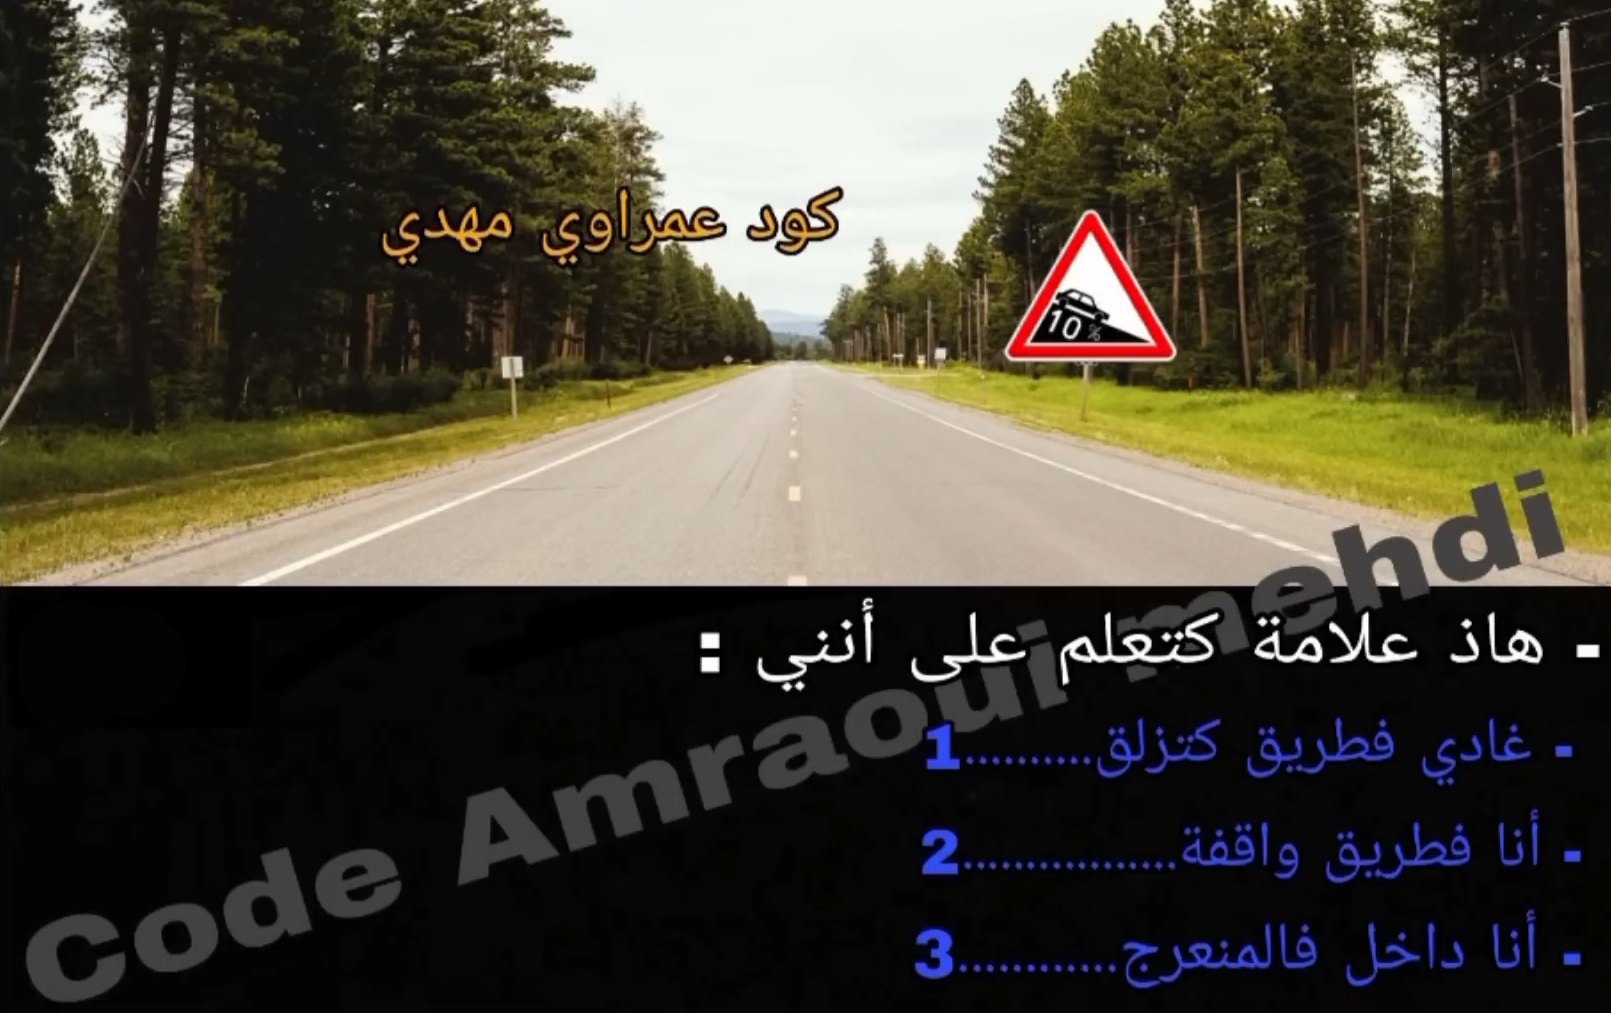 كود عمراوي مهدي
10 %
- هاذ علامة كتعلم على أنني :
- غادي فطريق كتزلق..........1
- أنا فطريق واقفة.................2
- أنا داخل فالمنعرج............3
Code Amraoui mehdi